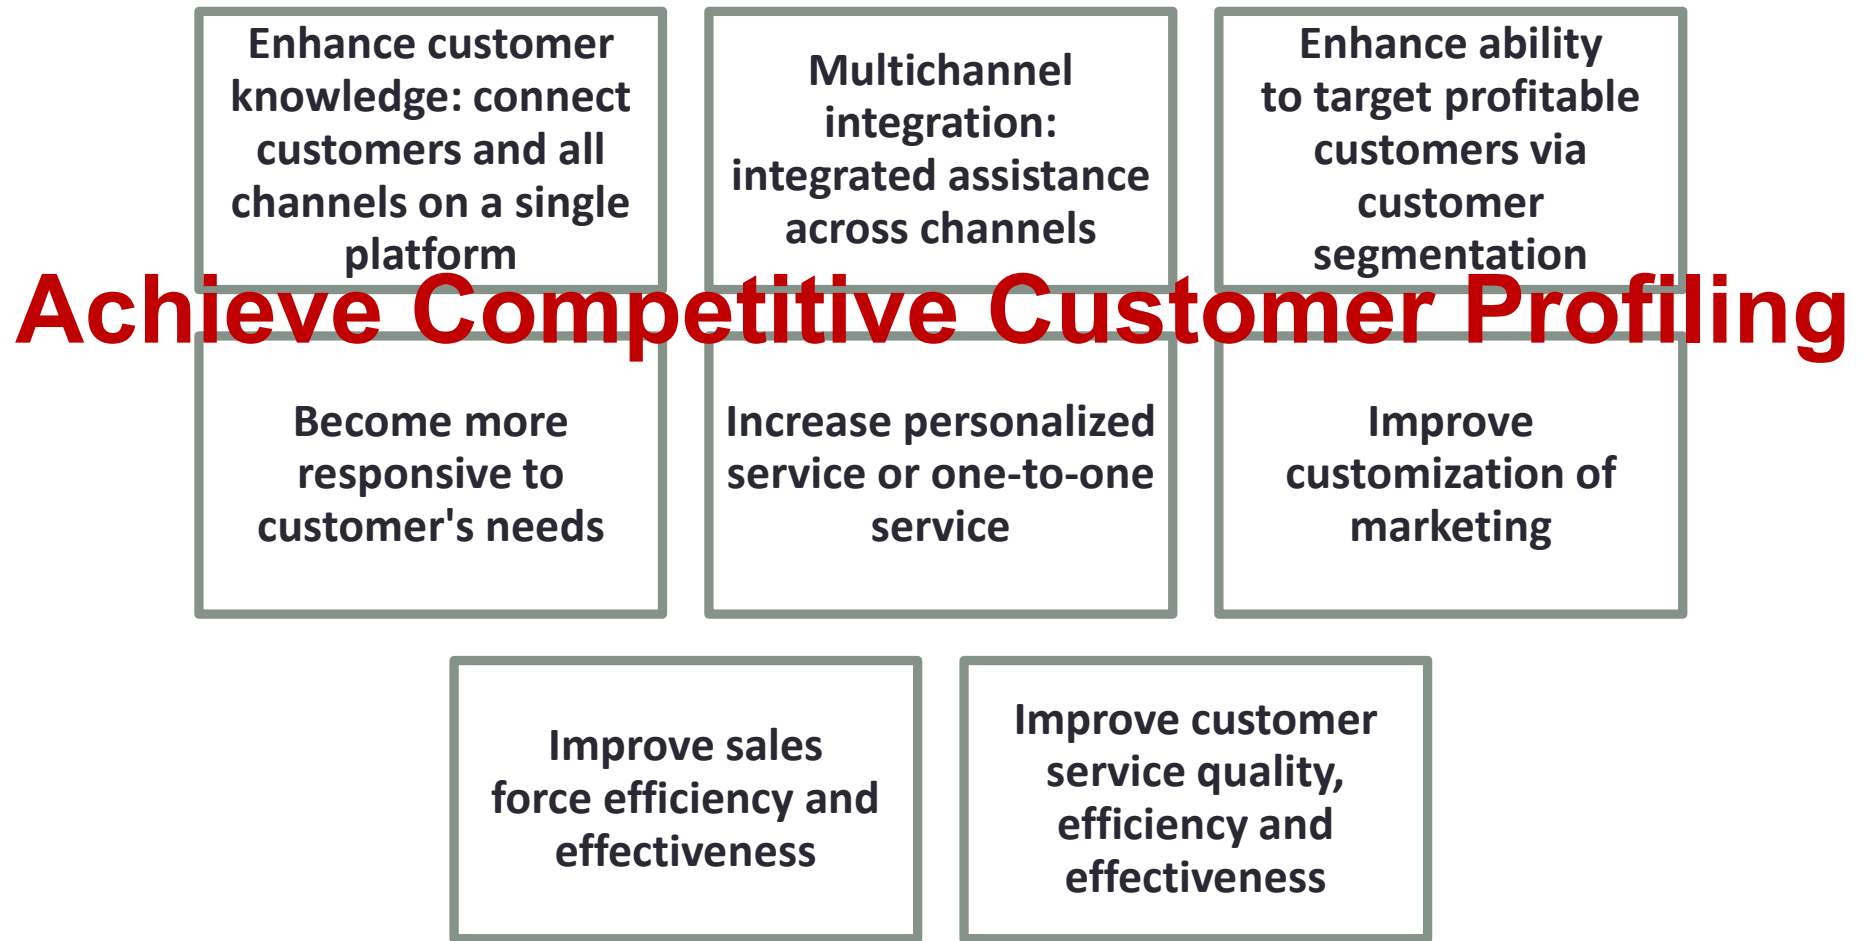 Enhance customer
knowledge: connect
customers and all
channels on a single
platform
Multichannel
integration:
integrated assistance
across channels
Enhance ability
to target profitable
customers via
customer
segmentation
Achieve Competitive Customer Profiling
Become more
responsive to
customer's needs
Increase personalized
service or one-to-one
service
Improve
customization of
marketing
Improve sales
force efficiency and
effectiveness
Improve customer
service quality,
efficiency and
effectiveness